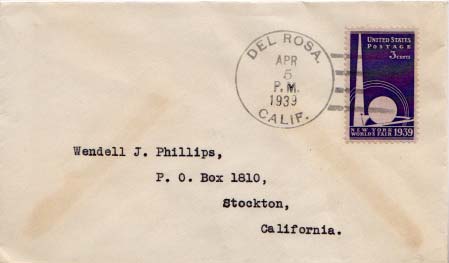 DEL ROSA.
APR
5
P.M.
1939
CALIF.
UNITED STATES
POSTAGE
3 CENTS
NEW YORK
WORLD'S FAIR 1939
Wendell J. Phillips,
P. O. Box 1810,
Stockton,
California.